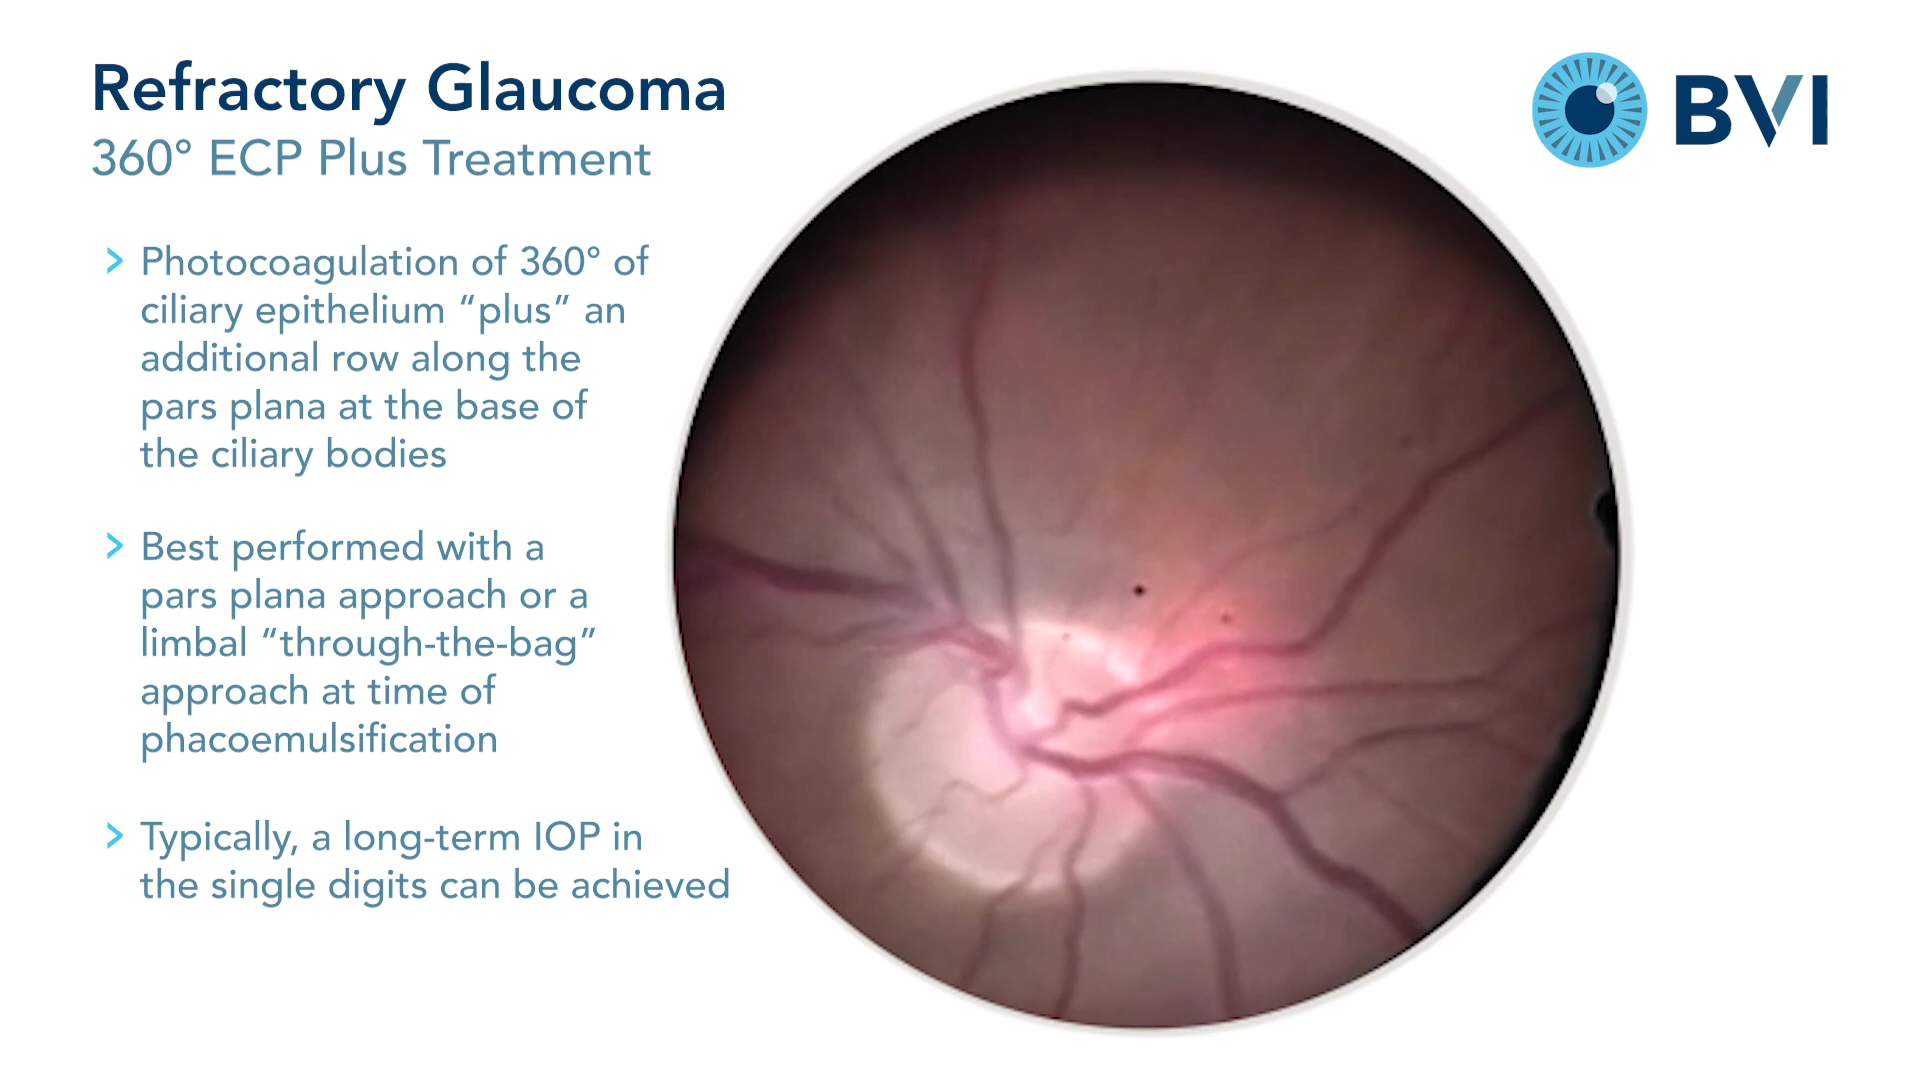 Refractory Glaucoma
360° ECP Plus Treatment
BVI
> Photocoagulation of 360° of
ciliary epithelium “plus” an
additional row along the
pars plana at the base of
the ciliary bodies
> Best performed with a
pars plana approach or a
limbal “through-the-bag”
approach at time of
phacoemulsification
> Typically, a long-term IOP in
the single digits can be achieved